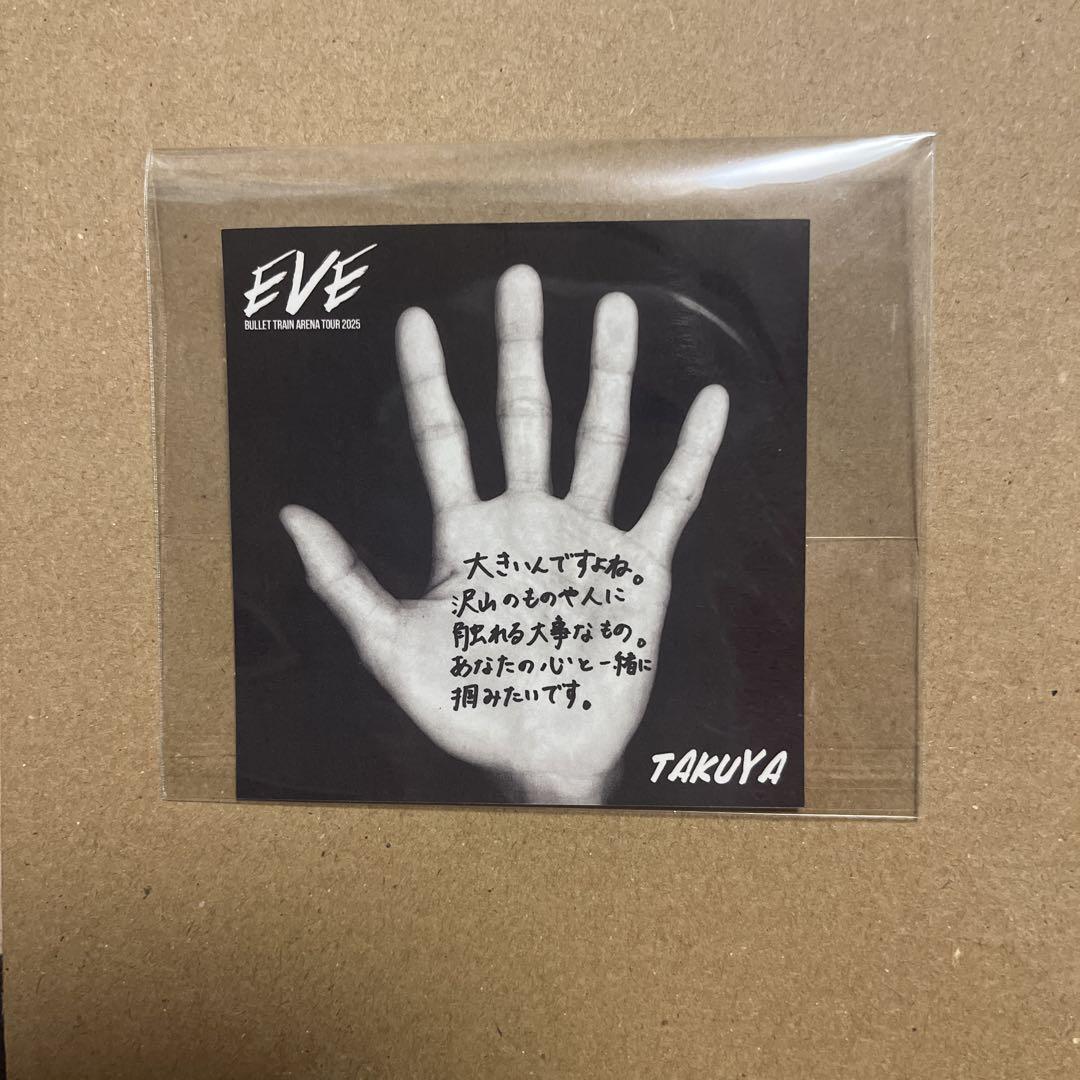 EVE
BULLET TRAIN ARENA TOUR 2025
大きいんですよね。
沢山のものや人に
触れる大事なもの。
あなたの心と一緒に
掴みたいです。
TAKUYA